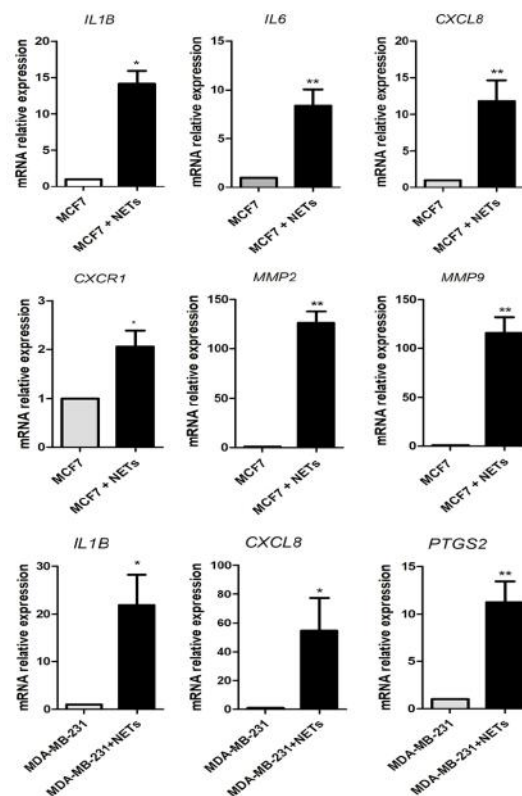 IL1B
IL6
CXCL8
mRNA relative expression
20
15
10
5
0
*
MCF7
MCF7 + NETs
mRNA relative expression
15
10
5
0
**
MCF7
MCF7 + NETs
mRNA relative expression
20
15
10
5
0
**
MCF7
MCF7 + NETs
CXCR1
MMP2
MMP9
mRNA relative expression
3
2
1
0
*
MCF7
MCF7 + NETs
mRNA relative expression
150
100
50
0
**
MCF7
MCF7 + NETs
mRNA relative expression
150
100
50
0
**
MCF7
MCF7 + NETs
IL1B
CXCL8
PTGS2
mRNA relative expression
30
20
10
0
*
MDA-MB-231
MDA-MB-231+NETs
mRNA relative expression
100
80
60
40
20
0
*
MDA-MB-231
MDA-MB-231+NETs
mRNA relative expression
15
10
5
0
**
MDA-MB-231
MDA-MB-231+NETs